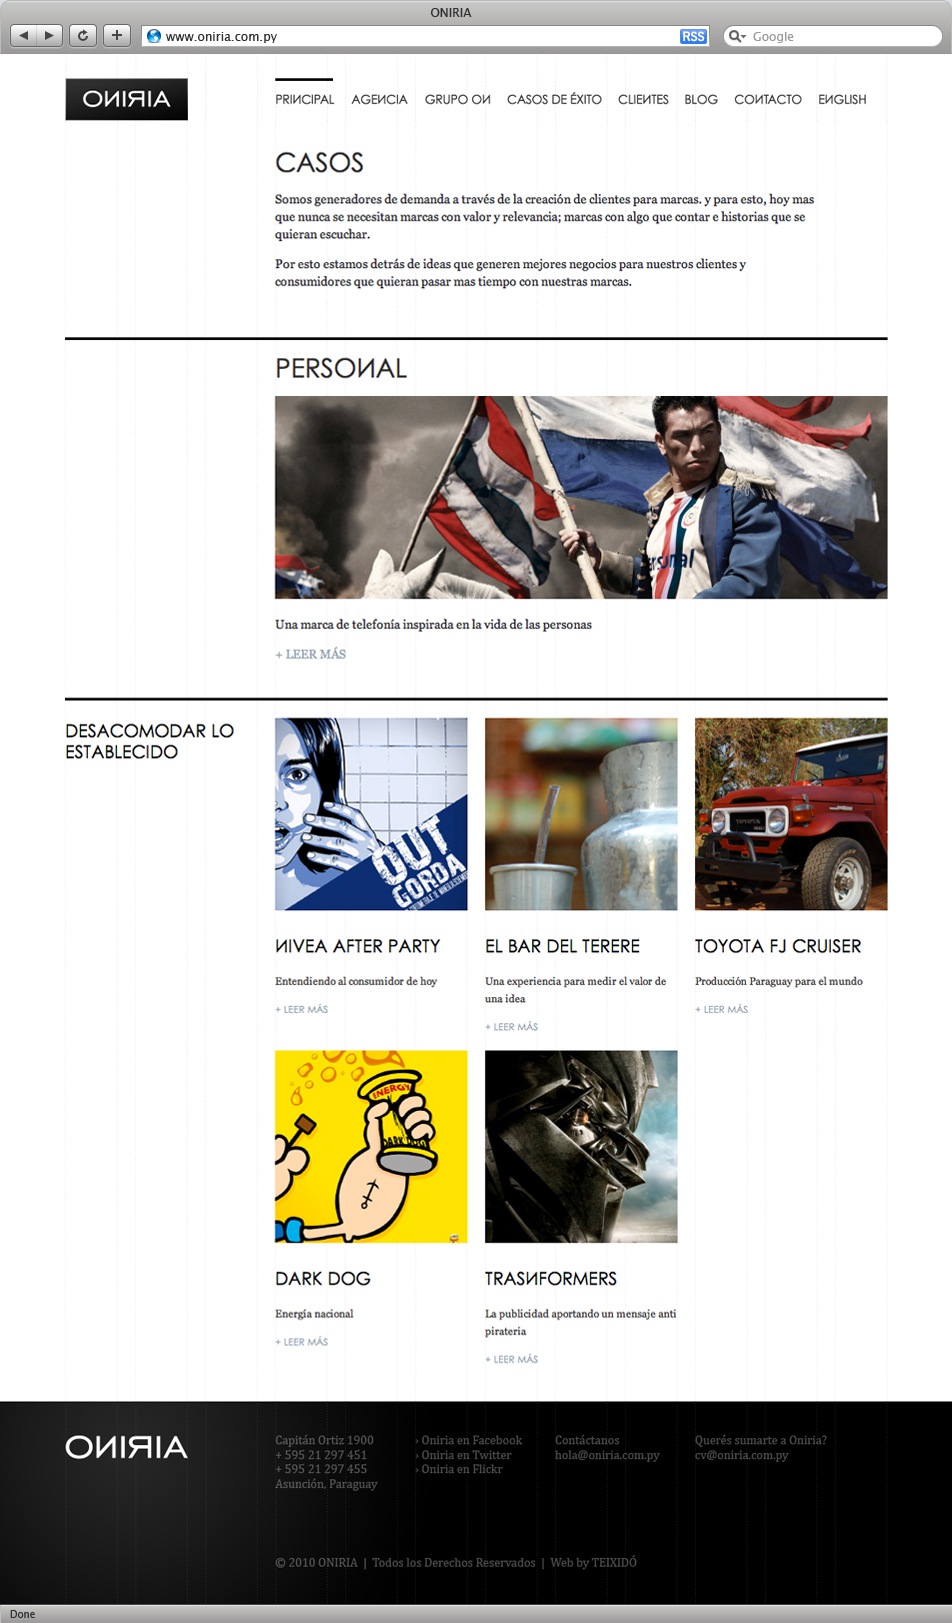 ONIRIA
www.oniria.com.py
RSS
Google
ONIRIA
PRINCIPAL AGENCIA GRUPO ON CASOS DE ÉXITO CLIENTES BLOG CONTACTO ENGLISH
CASOS
Somos generadores de demanda a través de la creación de clientes para marcas. y para esto, hoy mas
que nunca se necesitan marcas con valor y relevancia; marcas con algo que contar e historias que se
quieran escuchar.
Por esto estamos detrás de ideas que generen mejores negocios para nuestros clientes y
consumidores que quieran pasar mas tiempo con nuestras marcas.
PERSONAL
Una marca de telefonía inspirada en la vida de las personas
+ LEER MÁS
DESACOMODAR LO
ESTABLECIDO
OUT
GORDA
TOYOTA
NIVEA AFTER PARTY
Entendiendo al consumidor de hoy
+ LEER MÁS
EL BAR DEL TERERE
Una experiencia para medir el valor de
una idea
+ LEER MÁS
TOYOTA FJ CRUISER
Producción Paraguay para el mundo
+ LEER MÁS
ENERGY
DARK DOG
DARK DOG
Energía nacional
+ LEER MÁS
TRASNFORMERS
La publicidad aportando un mensaje anti
pirateria
+ LEER MÁS
ONIRIA
Capitán Ortiz 1900
+ 595 21 297 451
+ 595 21 297 455
Asunción, Paraguay
› Oniria en Facebook
› Oniria en Twitter
› Oniria en Flickr
Contáctanos
hola@oniria.com.py
Querés sumarte a Oniria?
cv@oniria.com.py
© 2010 ONIRIA | Todos los Derechos Reservados | Web by TEIXIDÓ
Done